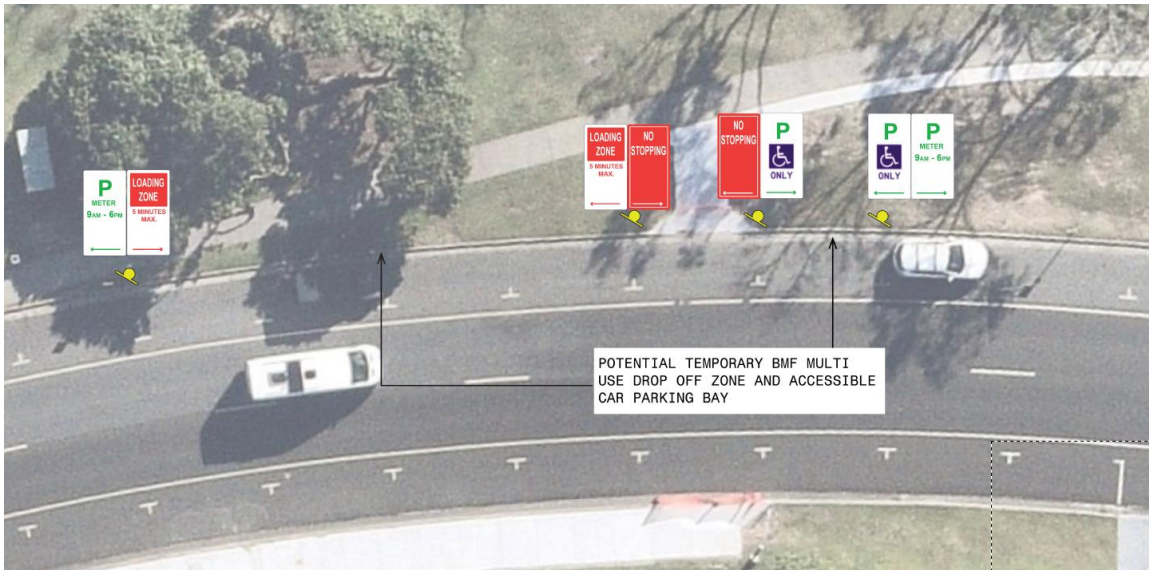 P
METER
9AM - 6PM
LOADING
ZONE
5 MINUTES
MAX.
LOADING
ZONE
5 MINUTES
MAX.
NO
STOPPING
NO
STOPPING
P
ONLY
P
ONLY
P
METER
9AM - 6PM
POTENTIAL TEMPORARY BMF MULTI
USE DROP OFF ZONE AND ACCESSIBLE
CAR PARKING BAY